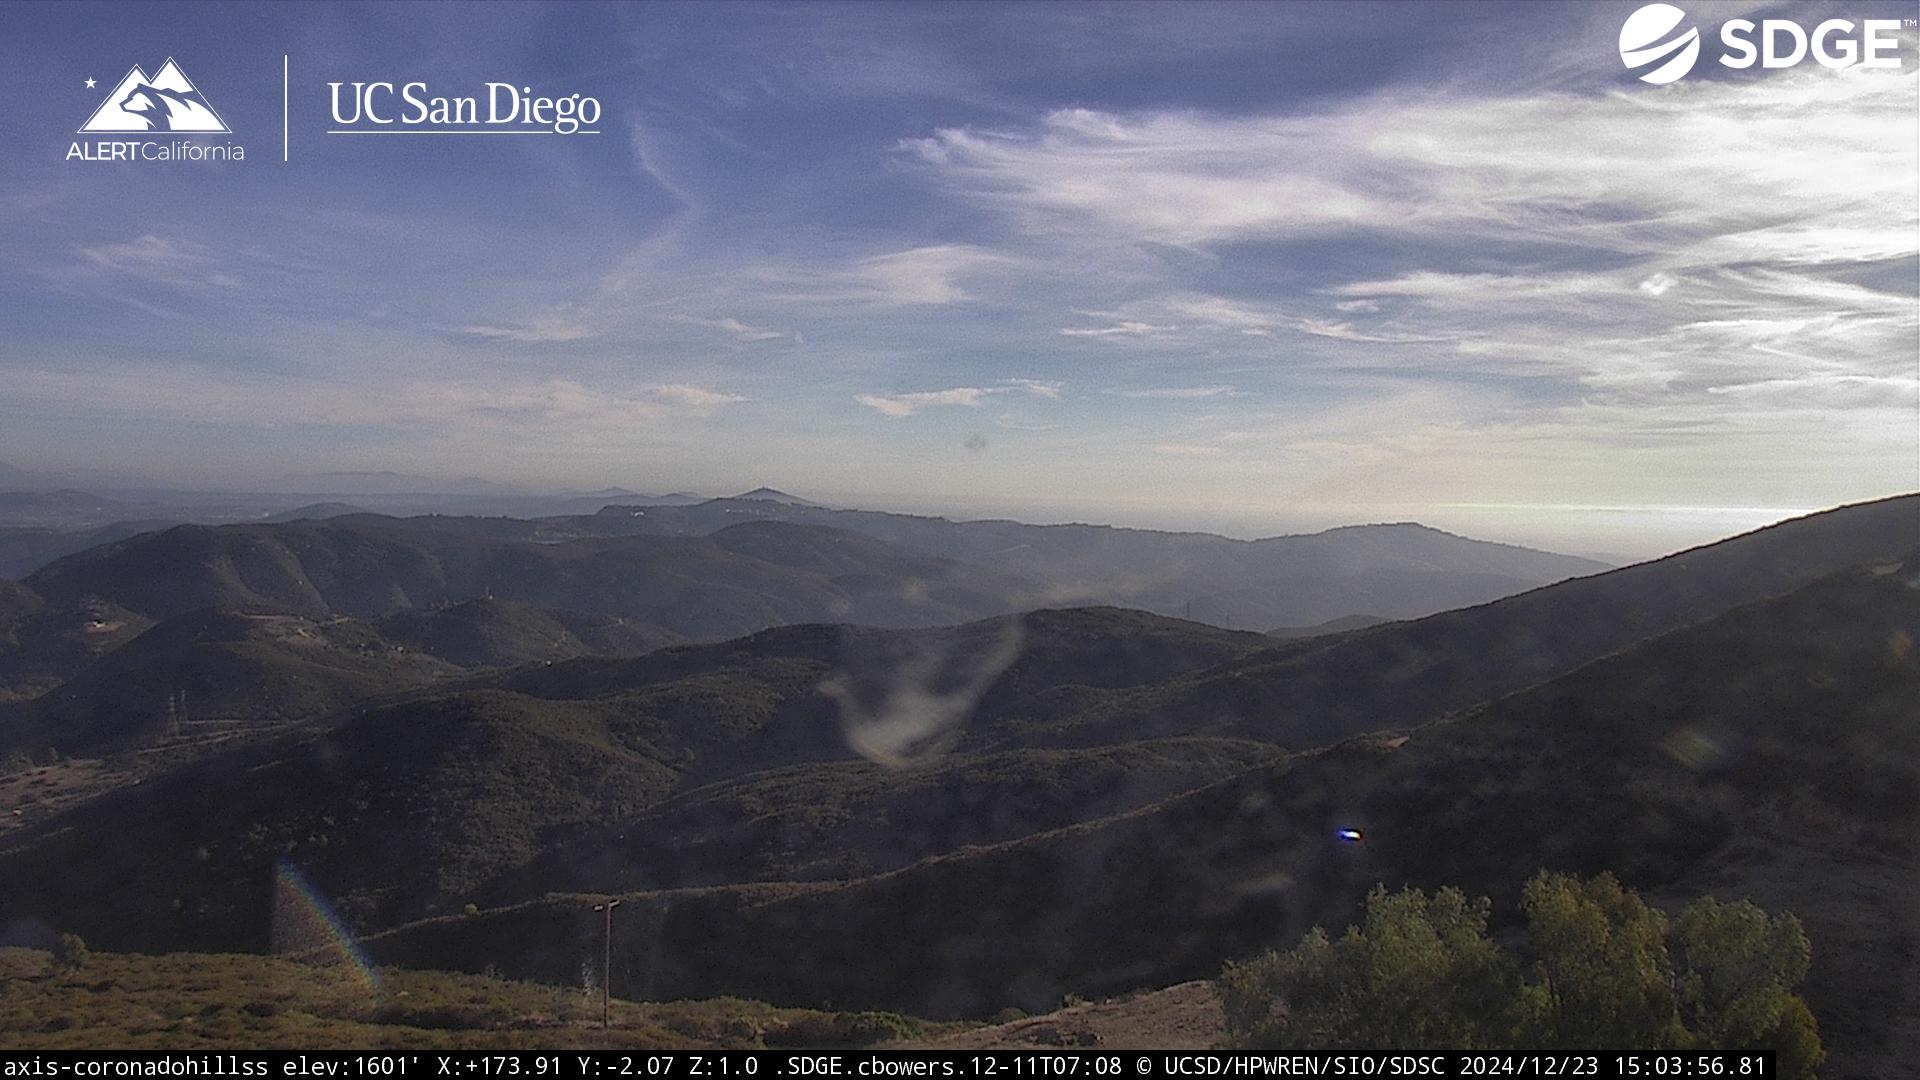 ALERTCalifornia
UC San Diego
SDGE™
axis-coronadohillss elev:1601' X:+173.91 Y:-2.07 Z:1.0 .SDGE.cbowers.12-11T07:08 © UCSD/HPWREN/SIO/SDSC 2024/12/23 15:03:56.81